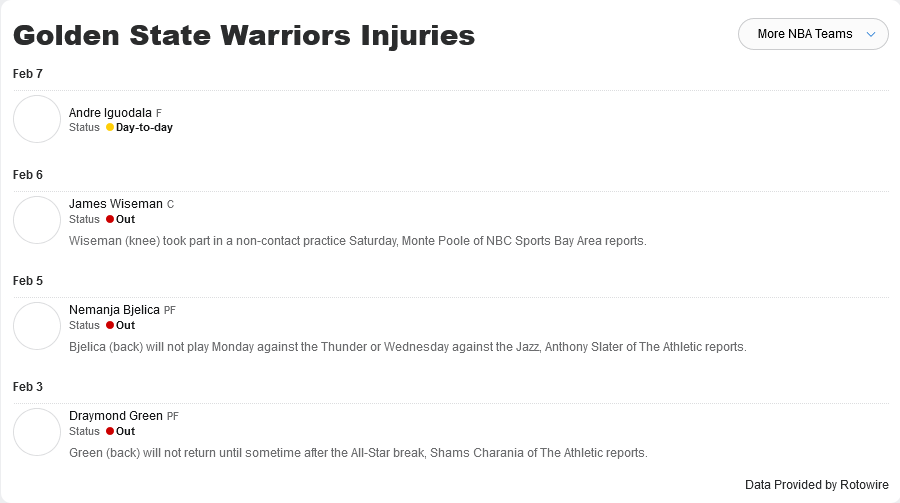 Golden State Warriors Injuries
More NBA Teams
Feb 7
Andre Iguodala F
Status Day-to-day
Feb 6
James Wiseman C
Status Out
Wiseman (knee) took part in a non-contact practice Saturday, Monte Poole of NBC Sports Bay Area reports.
Feb 5
Nemanja Bjelica PF
Status Out
Bjelica (back) will not play Monday against the Thunder or Wednesday against the Jazz, Anthony Slater of The Athletic reports.
Feb 3
Draymond Green PF
Status Out
Green (back) will not return until sometime after the All-Star break, Shams Charania of The Athletic reports.
Data Provided by Rotowire